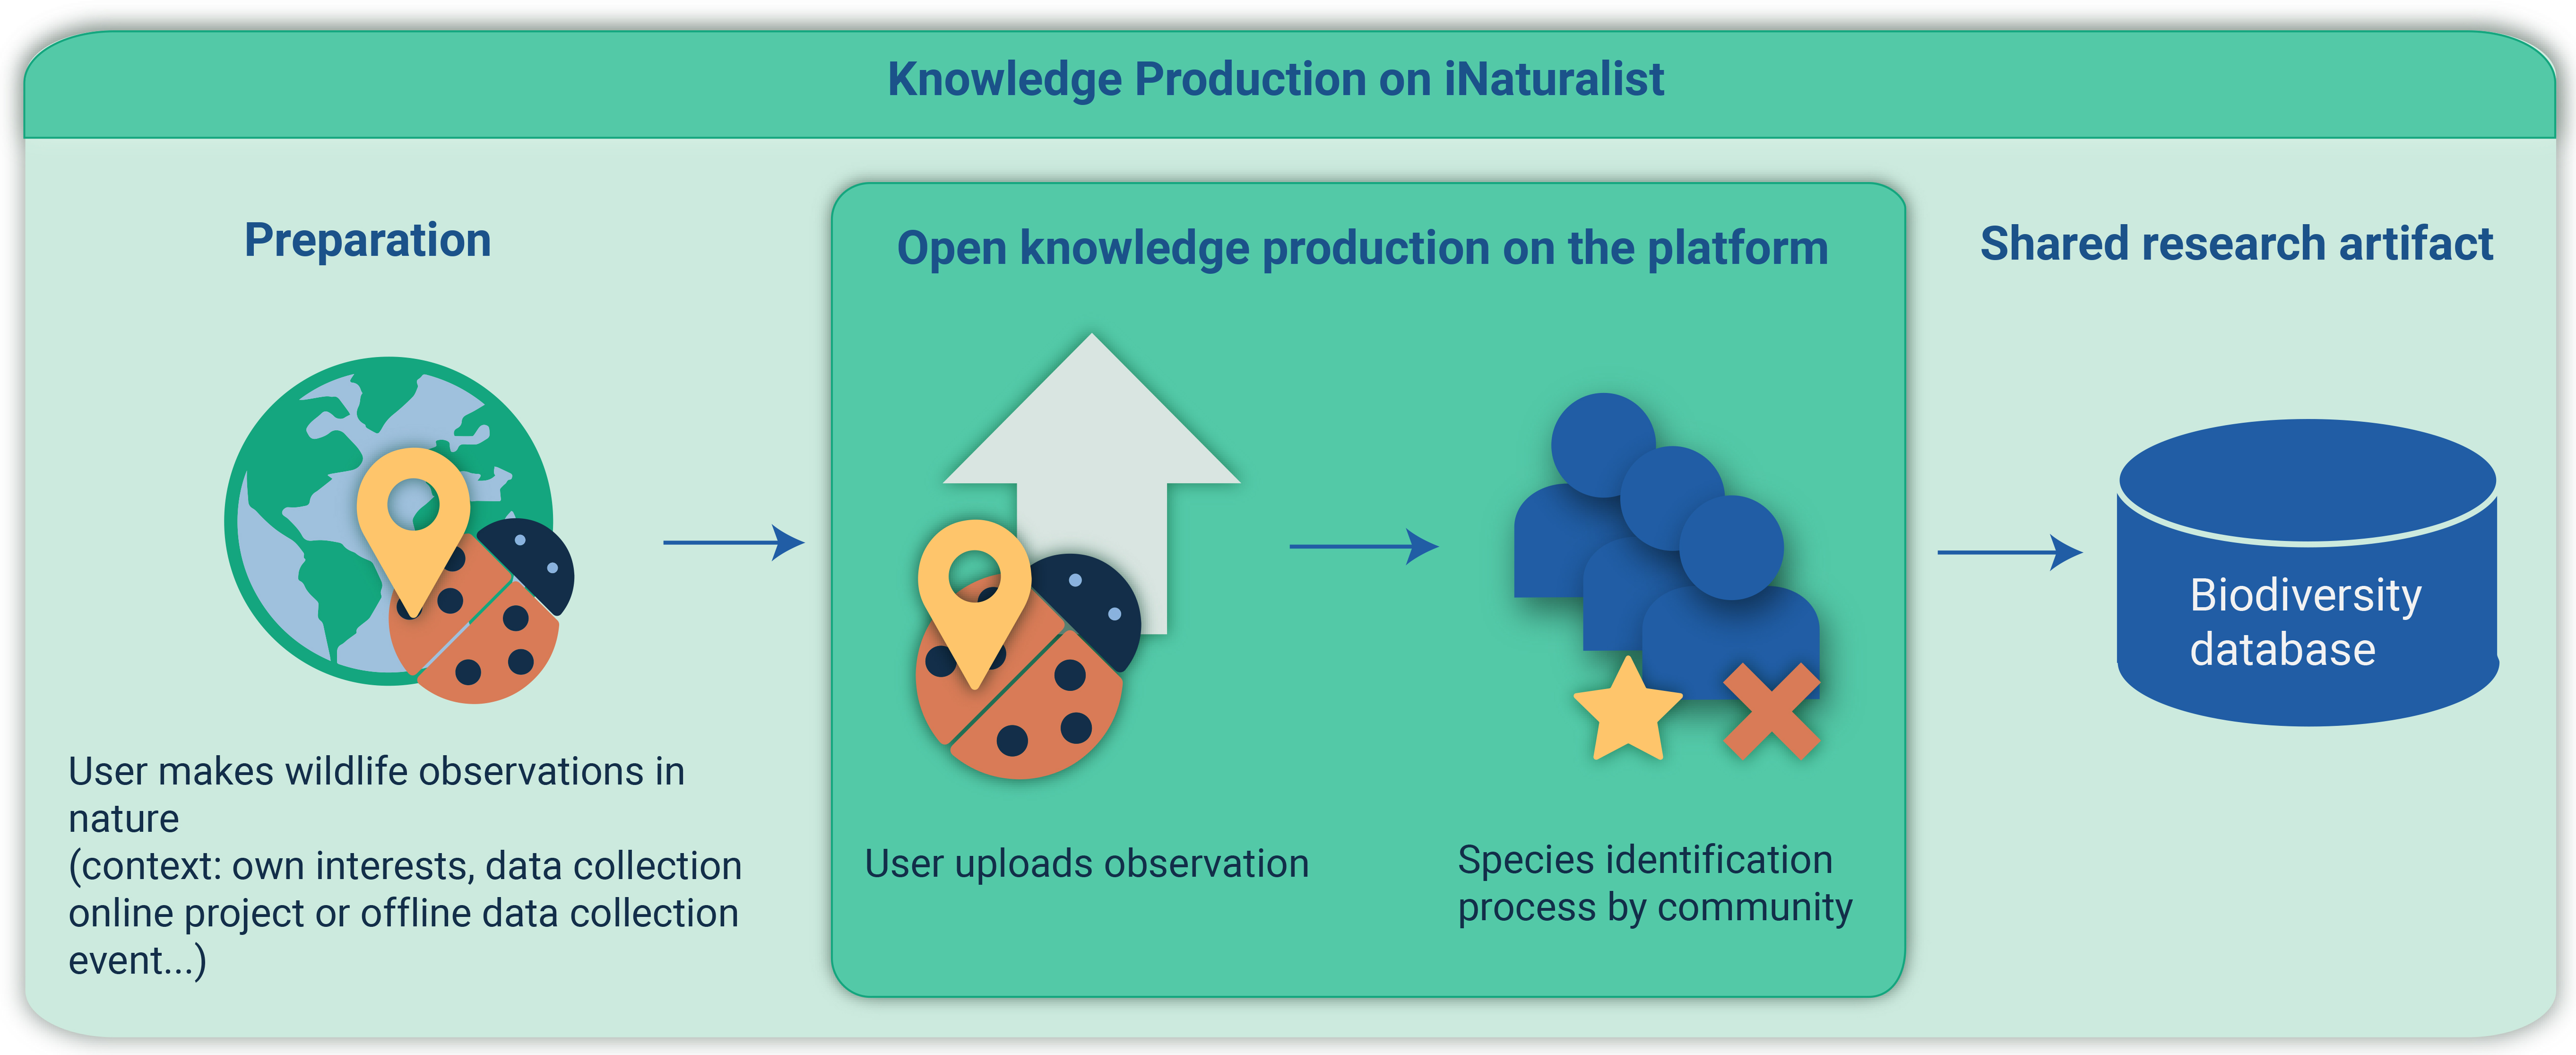 Knowledge Production on iNaturalist
Preparation
User makes wildlife observations in
nature
(context: own interests, data collection
online project or offline data collection
event...)
Open knowledge production on the platform
User uploads observation
Species identification
process by community
Shared research artifact
Biodiversity
database